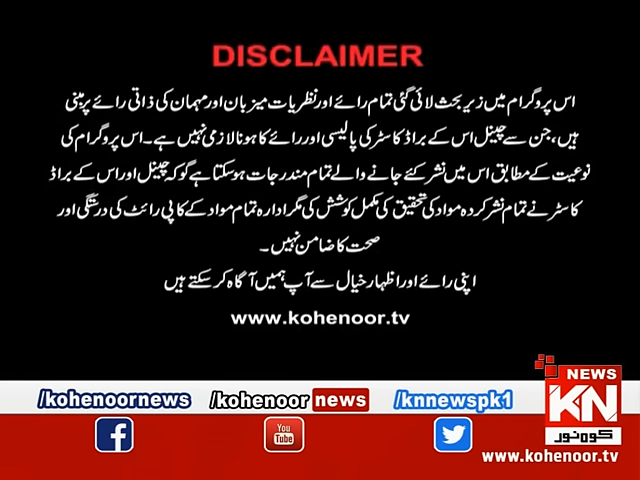 DISCLAIMER
اس پروگرام میں زیر بحث لائی گئی تمام رائے اور نظریات میزبان اور مہمان کی ذاتی رائے پر مبنی
ہیں، جن سے چینل اس کے براڈ کاسٹر کی پالیسی اور رائے کا ہونا لازمی نہیں ہے۔ اس پروگرام کی
نوعیت کے مطابق اس میں نشر کئے جانے والے تمام مندرجات ہو سکتا ہے گو کہ چینل اور اس کے براڈ
کاسٹر نے تمام نشر کردہ مواد کی تحقیق کی مکمل کوشش کی مگر ادارہ تمام مواد کے کاپی رائٹ کی درستگی اور
صحت کا ضامن نہیں۔
اپنی رائے اور اظہار خیال سے آپ ہمیں آگاہ کر سکتے ہیں
www.kohenoor.tv
/kohenoornews /kohenoor news /knnewspk1
You
Tube
NEWS
KN
کوہ نور
www.kohenoor.tv